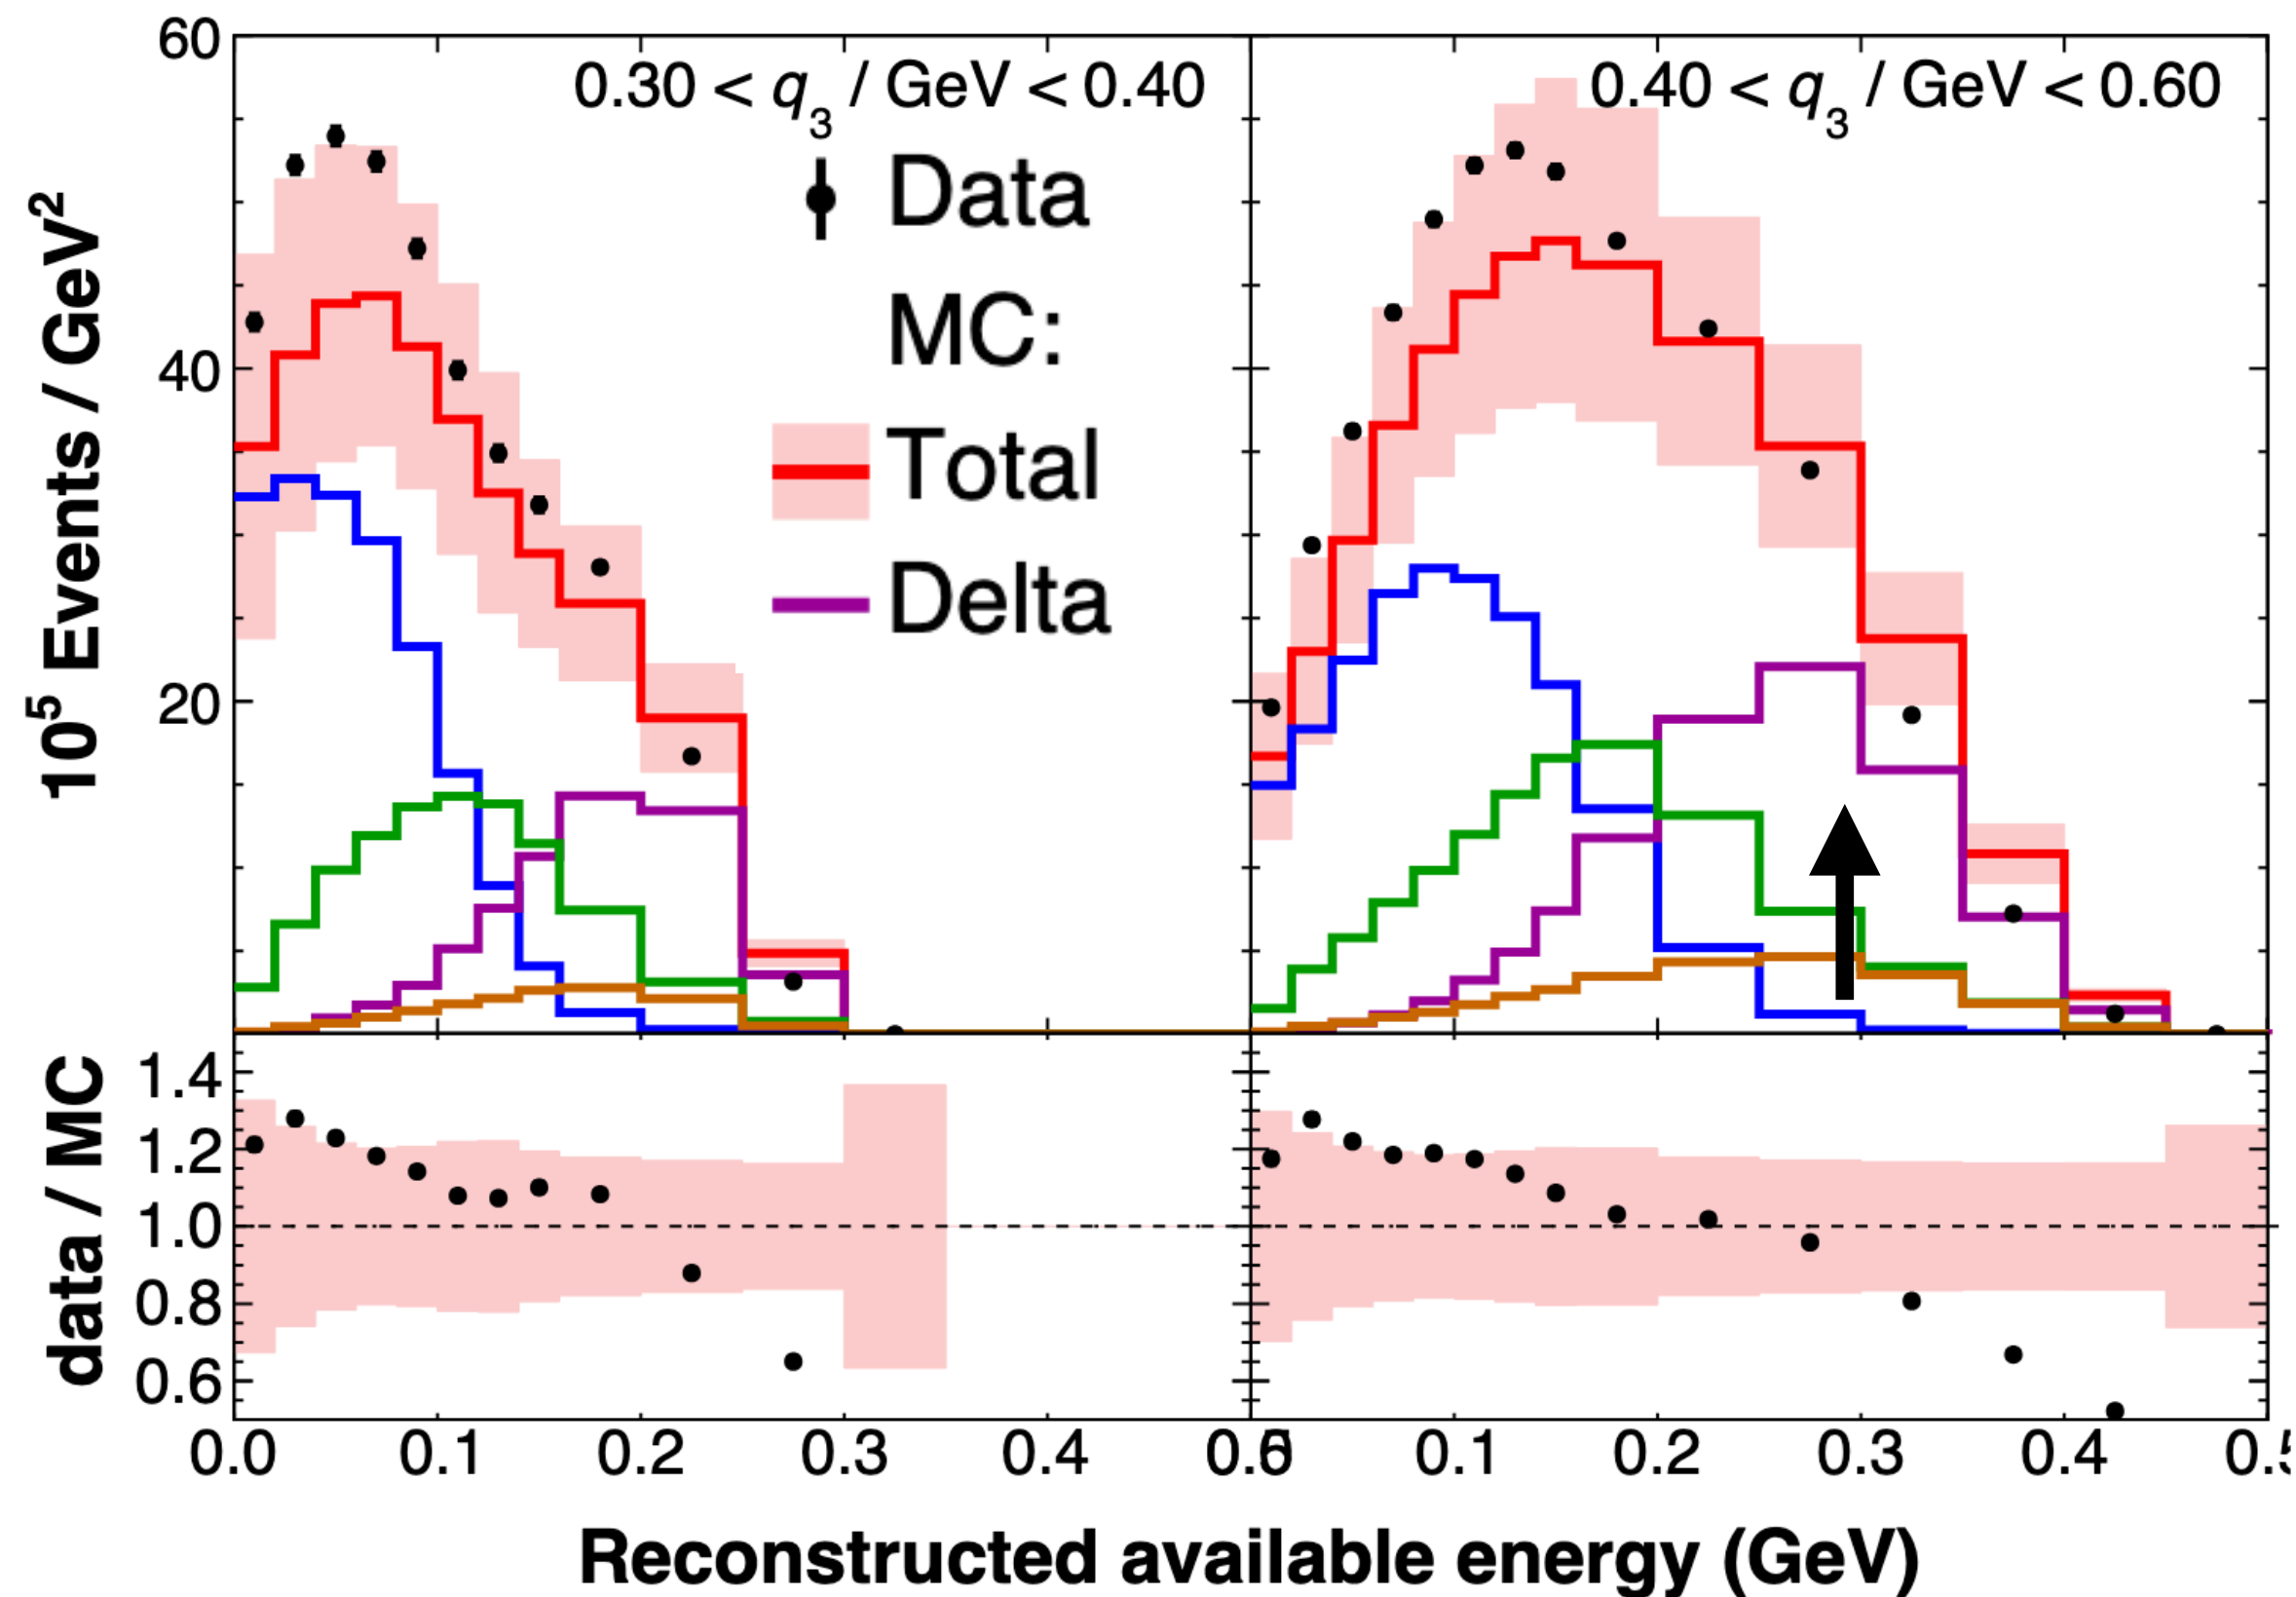 60
0.30 < q3 / GeV < 0.40
0.40 < q3 / GeV < 0.60
Data
MC:
Total
Delta
40
20
10⁵ Events / GeV²
1.4
1.2
1.0
0.8
0.6
data / MC
0.0 0.1 0.2 0.3 0.4 0.1 0.2 0.3 0.4
Reconstructed available energy (GeV)